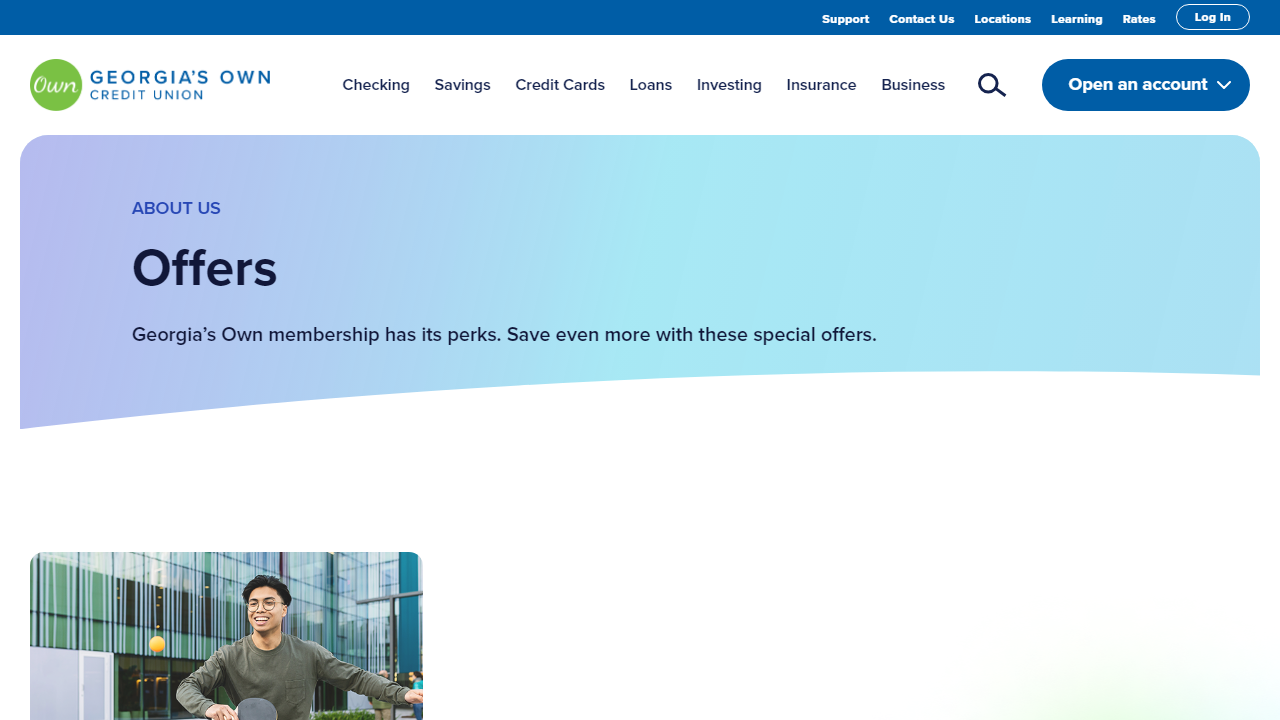 Support Contact Us Locations Learning Rates Log In
Own GEORGIA'S OWN
CREDIT UNION
Checking Savings Credit Cards Loans Investing Insurance Business Open an account
ABOUT US
Offers
Georgia’s Own membership has its perks. Save even more with these special offers.